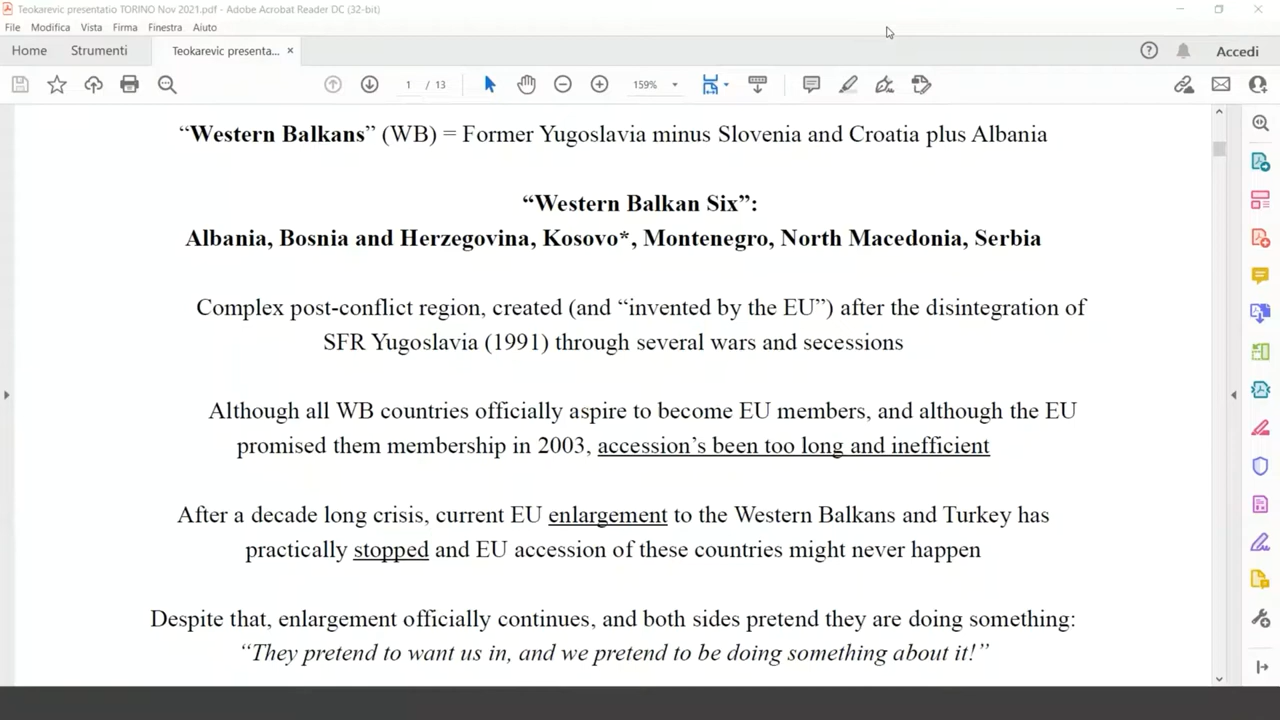 Teokarevic presentatio TORINO Nov 2021.pdf - Adobe Acrobat Reader DC (32-bit)
File Modifica Vista Firma Finestra Aiuto
Home Strumenti Teokarevic presenta... × Accedi
1 / 13 159%
“Western Balkans” (WB) = Former Yugoslavia minus Slovenia and Croatia plus Albania
“Western Balkan Six”:
Albania, Bosnia and Herzegovina, Kosovo*, Montenegro, North Macedonia, Serbia
Complex post-conflict region, created (and “invented by the EU”) after the disintegration of
SFR Yugoslavia (1991) through several wars and secessions
Although all WB countries officially aspire to become EU members, and although the EU
promised them membership in 2003, accession’s been too long and inefficient
After a decade long crisis, current EU enlargement to the Western Balkans and Turkey has
practically stopped and EU accession of these countries might never happen
Despite that, enlargement officially continues, and both sides pretend they are doing something:
“They pretend to want us in, and we pretend to be doing something about it!”